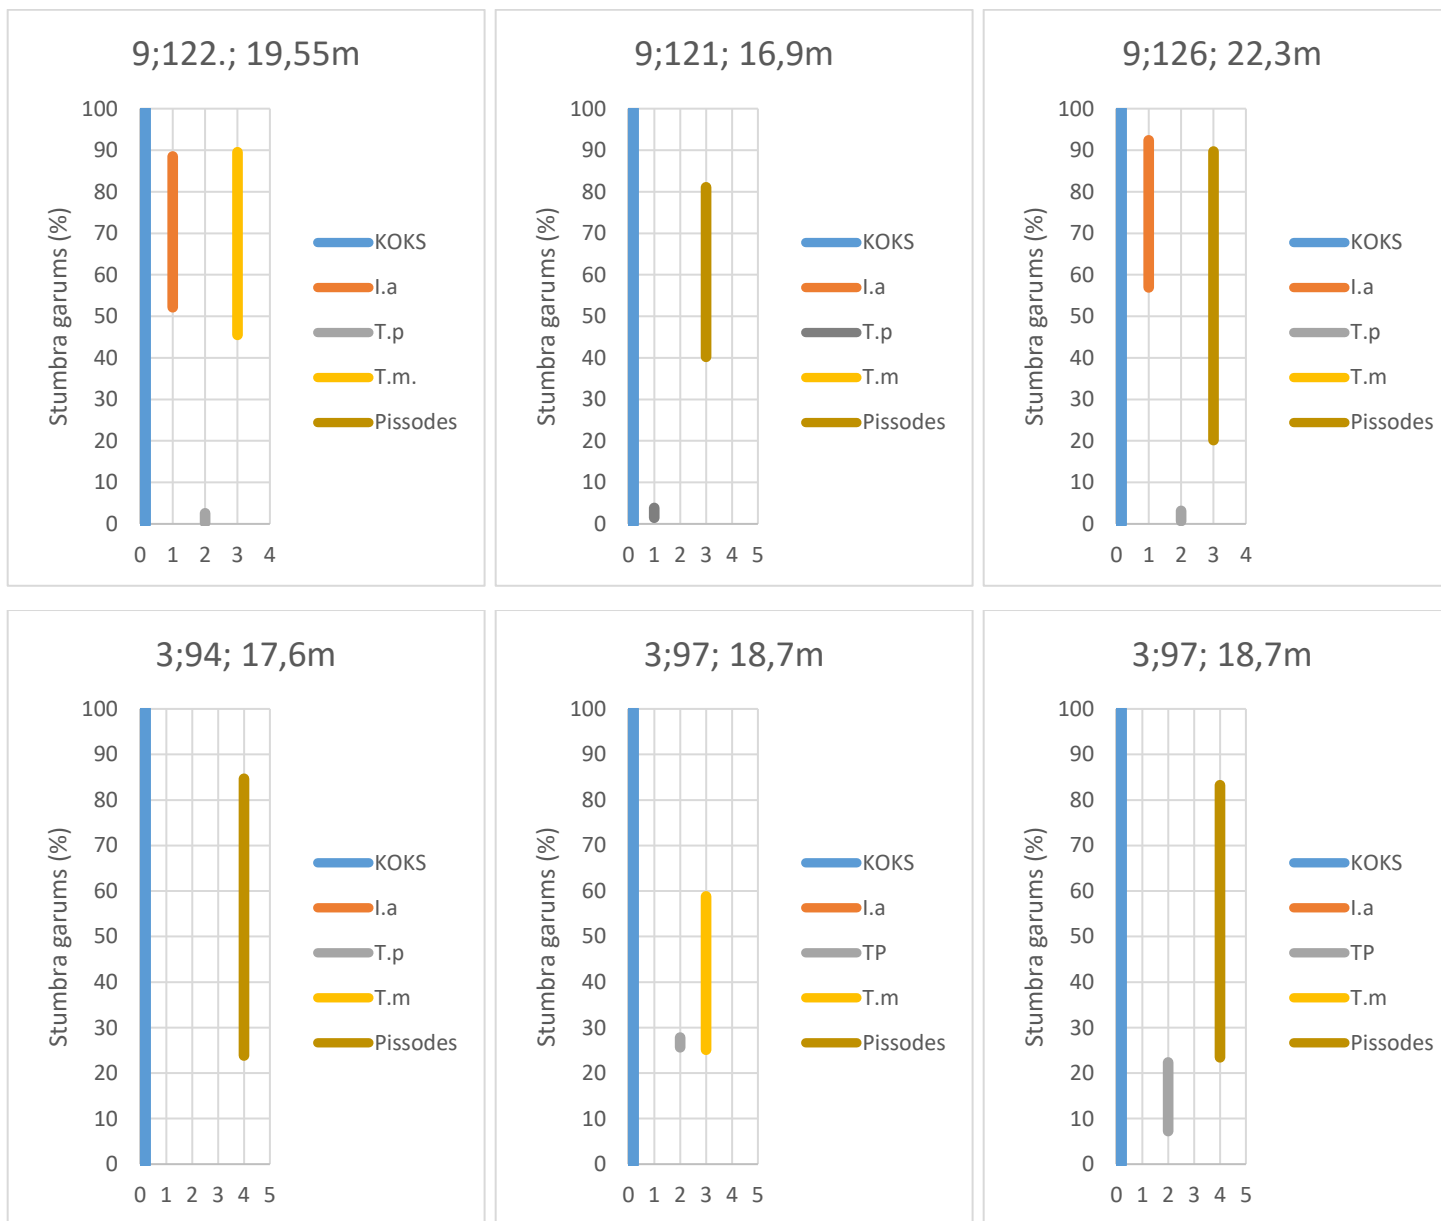 9;122.; 19,55m
Stumbra garums (%)
100
90
80
70
60
50
40
30
20
10
0
0 1 2 3 4
KOKS
I.a
T.p
T.m.
Pissodes
9;121; 16,9m
Stumbra garums (%)
100
90
80
70
60
50
40
30
20
10
0
0 1 2 3 4 5
KOKS
I.a
T.p
T.m
Pissodes
9;126; 22,3m
Stumbra garums (%)
100
90
80
70
60
50
40
30
20
10
0
0 1 2 3 4
KOKS
I.a
T.p
T.m
Pissodes
3;94; 17,6m
Stumbra garums (%)
100
90
80
70
60
50
40
30
20
10
0
0 1 2 3 4 5
KOKS
I.a
T.p
T.m
Pissodes
3;97; 18,7m
Stumbra garums (%)
100
90
80
70
60
50
40
30
20
10
0
0 1 2 3 4 5
KOKS
I.a
TP
T.m
Pissodes
3;97; 18,7m
Stumbra garums (%)
100
90
80
70
60
50
40
30
20
10
0
0 1 2 3 4 5
KOKS
I.a
TP
T.m
Pissodes